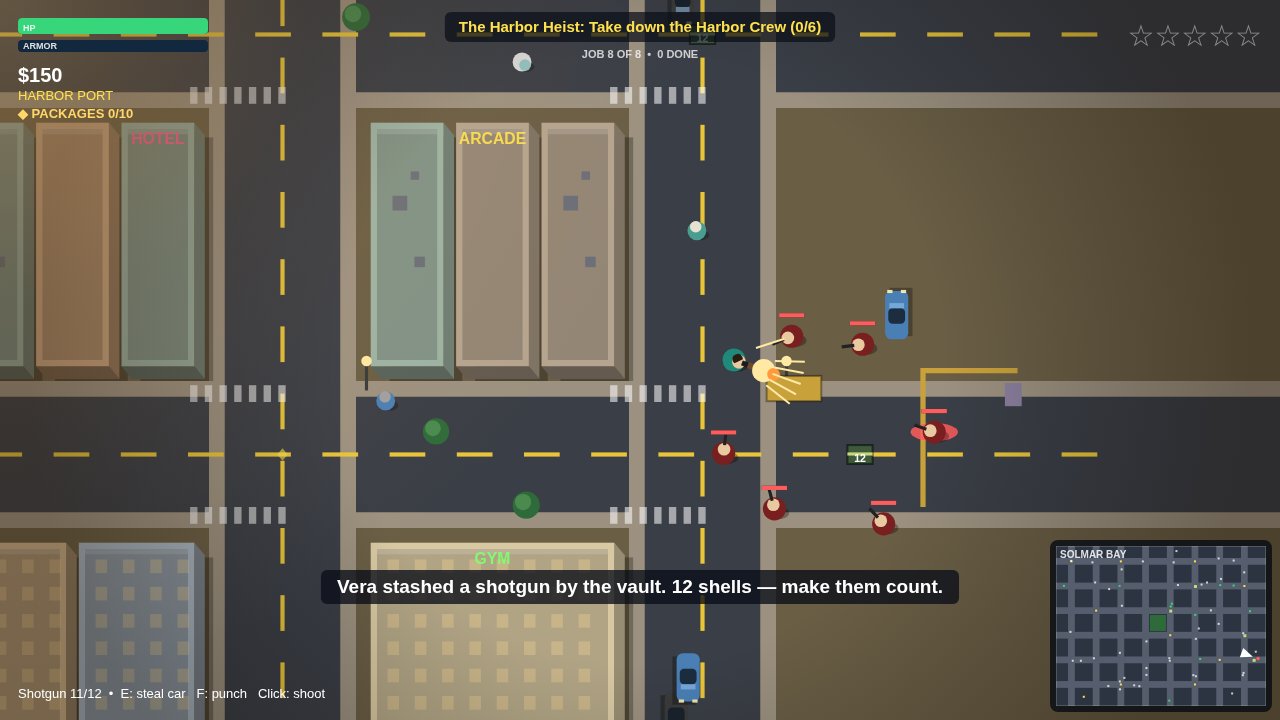 The Harbor Heist: Take down the Harbor Crew (0/6)
JOB 8 OF 8 • 0 DONE
HP
ARMOR
$150
HARBOR PORT
◆ PACKAGES 0/10
12
HOTEL
ARCADE
12
GYM
Vera stashed a shotgun by the vault. 12 shells — make them count.
SOLMAR BAY
Shotgun 11/12 • E: steal car F: punch Click: shoot